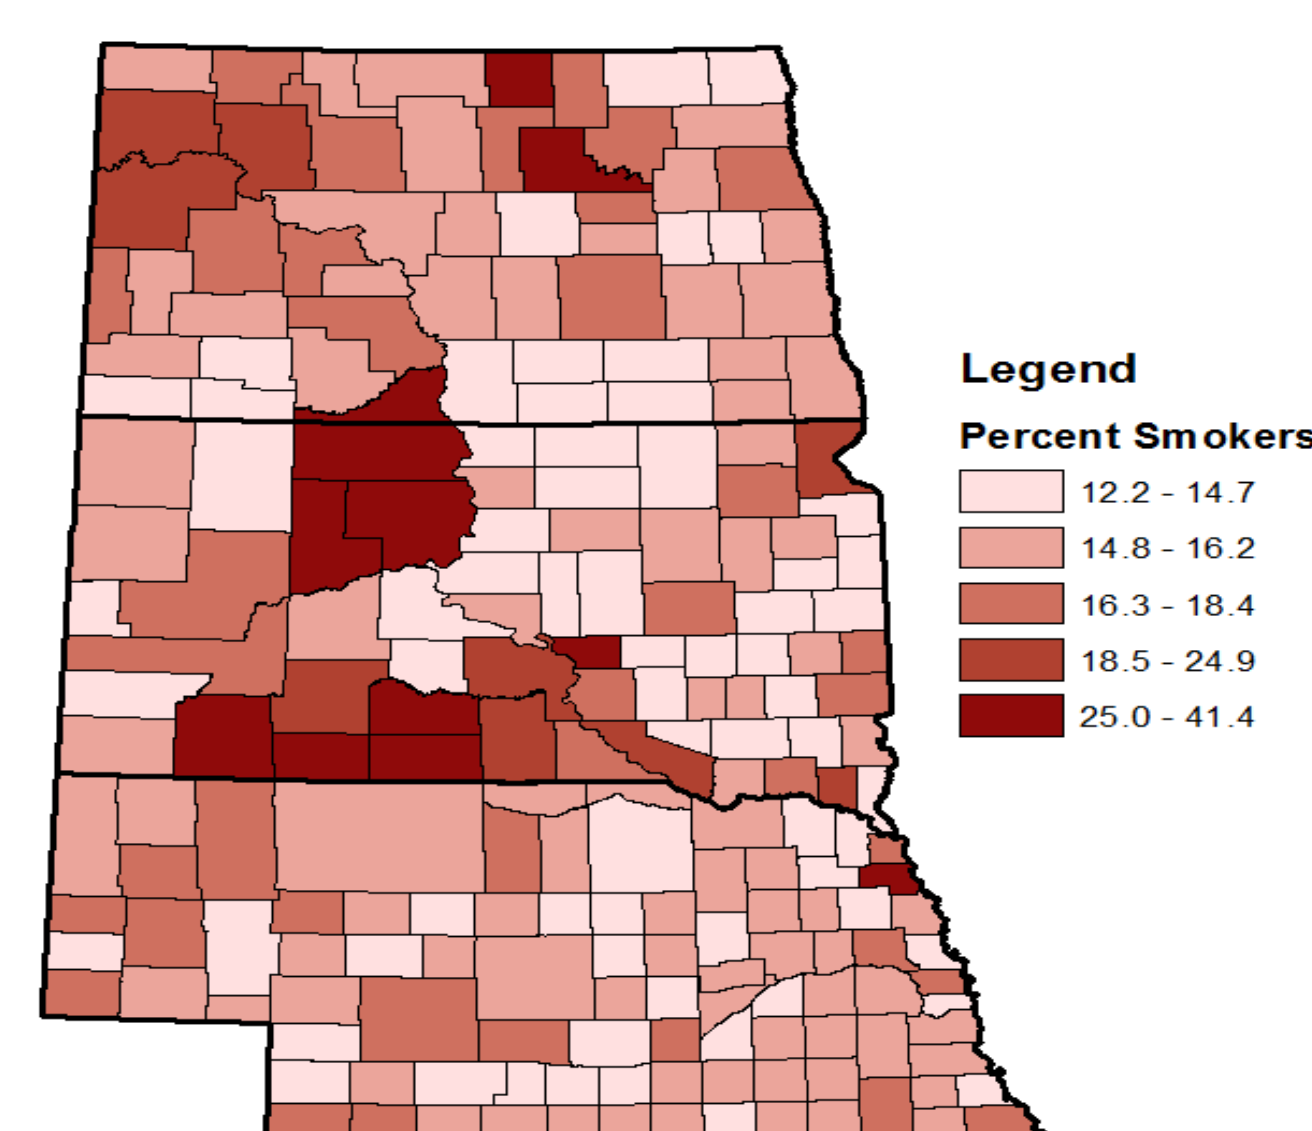 Legend
Percent Smokers
12.2 - 14.7
14.8 - 16.2
16.3 - 18.4
18.5 - 24.9
25.0 - 41.4